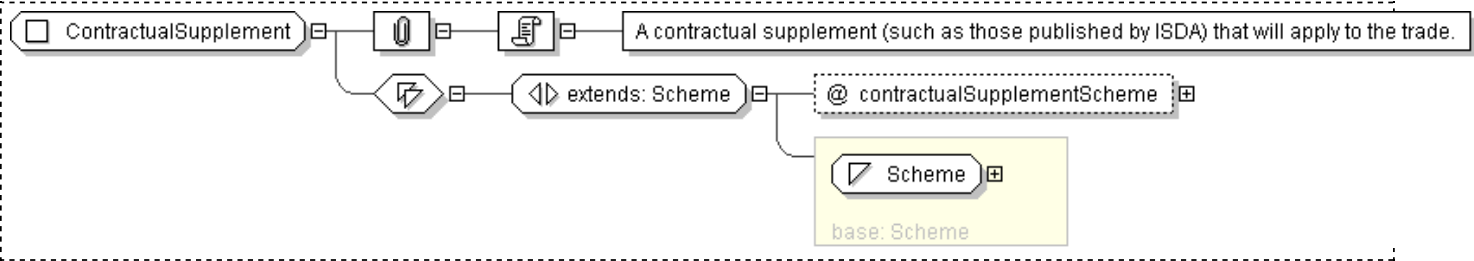 ContractualSupplement
A contractual supplement (such as those published by ISDA) that will apply to the trade.
extends: Scheme
@ contractualSupplementScheme
Scheme
base: Scheme